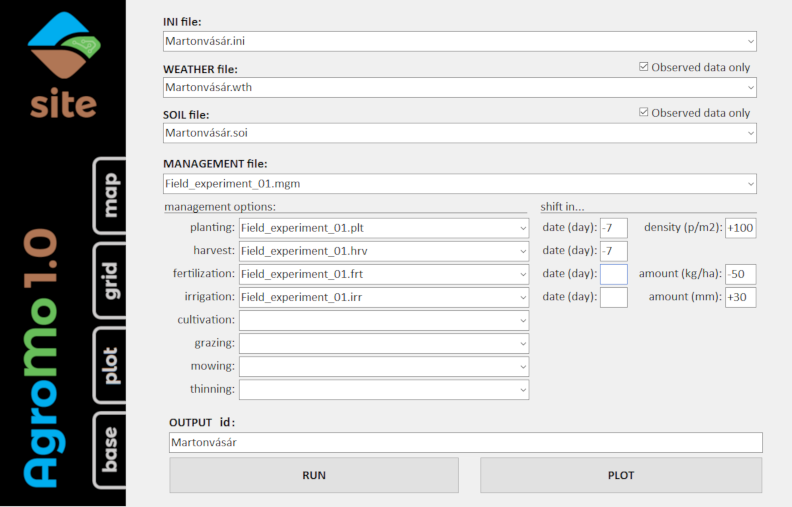 INI file:
Martonvásár.ini
WEATHER file:
Observed data only
Martonvásár.wth
SOIL file:
Observed data only
Martonvásár.soi
MANAGEMENT file:
Field_experiment_01.mgm
management options:
shift in...
planting: Field_experiment_01.plt date (day): -7 density (p/m2): +100
harvest: Field_experiment_01.hrv date (day): -7
fertilization: Field_experiment_01.frt date (day): amount (kg/ha): -50
irrigation: Field_experiment_01.irr date (day): amount (mm): +30
cultivation:
grazing:
mowing:
thinning:
OUTPUT id:
Martonvásár
RUN
PLOT
site
AgroMo 1.0
map
grid
plot
base